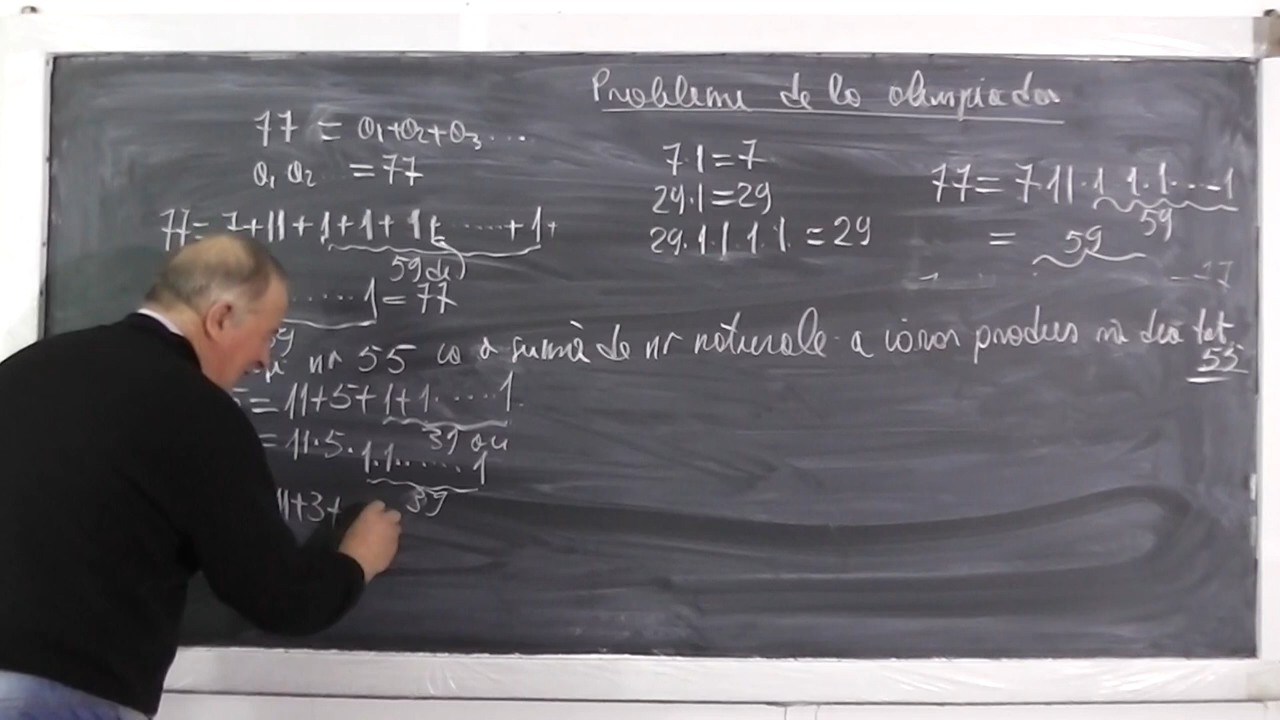 Probleme de la olimpiada
77 = a₁+a₂+a₃...
a₁ a₂ = 77
77 = 7+11+1+1+1+.....+1+
59 de
.....1 = 77
59
7·1=7
29·1=29
29·1·1·1·1· = 29
77 = 7·11·1·1·1·...1
59
= 59
nr 55 ca o sumă de nr naturale a căror produs să dea tot 55
= 11+5+1+1.....1
39 ori
= 11·5·1·1......1
39
11+3+